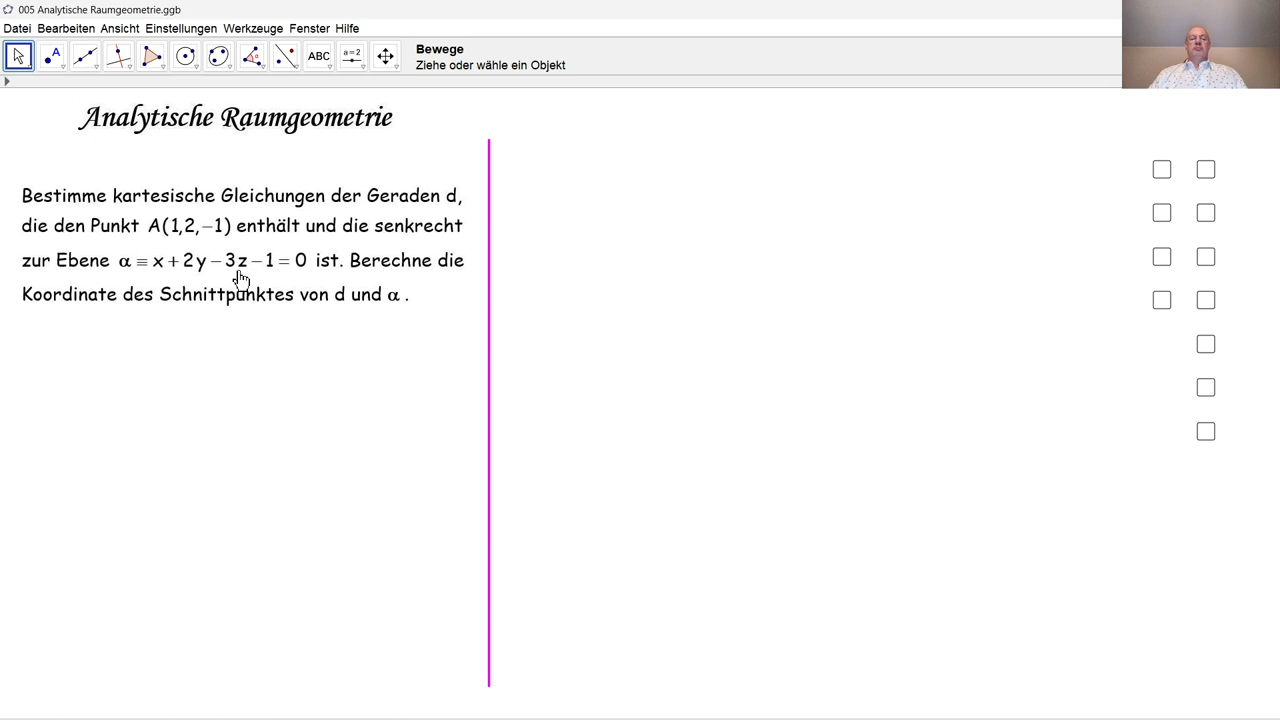 005 Analytische Raumgeometrie.ggb
Datei Bearbeiten Ansicht Einstellungen Werkzeuge Fenster Hilfe
A ABC a=2 Bewege
Ziehe oder wähle ein Objekt
Analytische Raumgeometrie
Bestimme kartesische Gleichungen der Geraden d,
die den Punkt A(1,2,−1) enthält und die senkrecht
zur Ebene α ≡ x + 2y − 3z − 1 = 0 ist. Berechne die
Koordinate des Schnittpunktes von d und α .